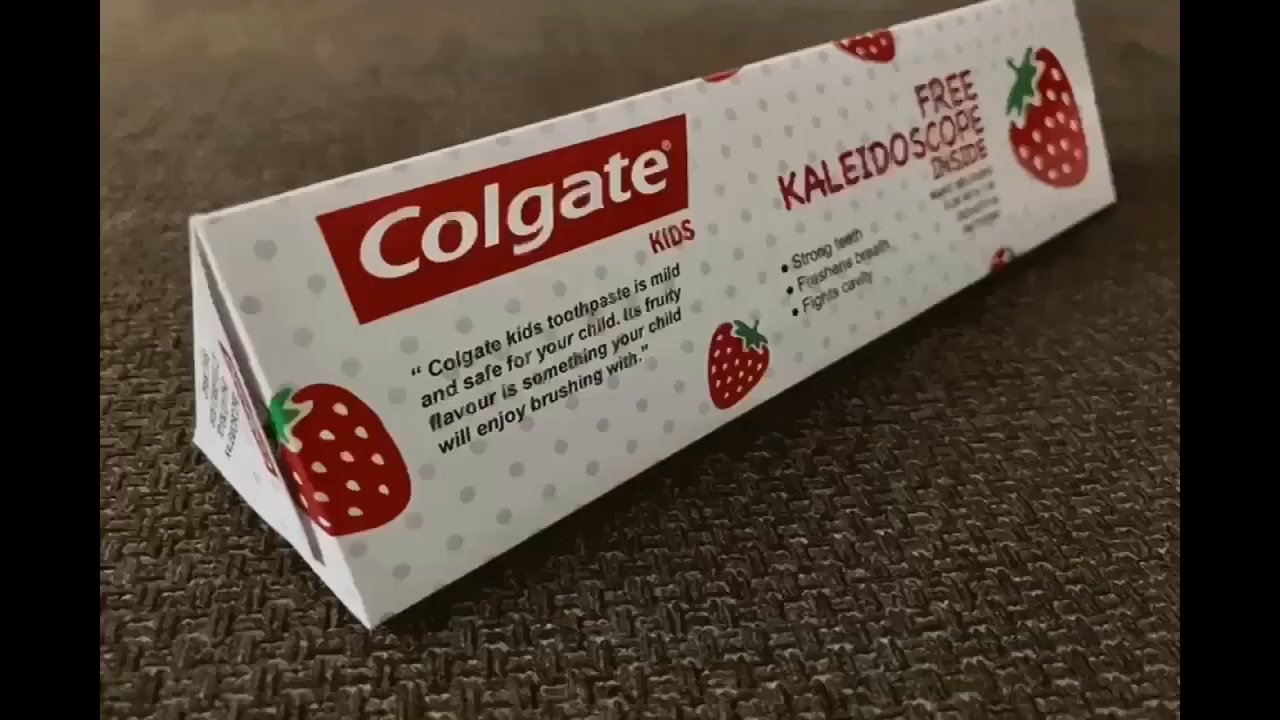 Colgate®
KIDS
“ Colgate kids toothpaste is mild
and safe for your child. Its fruity
flavour is something your child
will enjoy brushing with.”
FREE
KALEIDOSCOPE
INSIDE
• Strong teeth
• Freshens breath
• Fights cavity